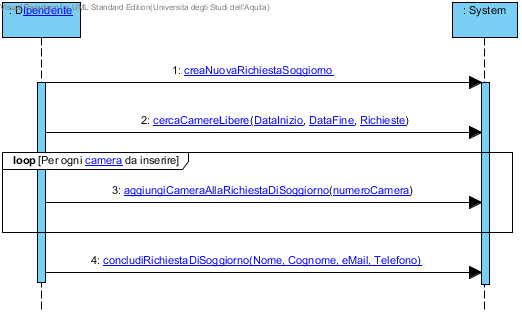 : Dipendente
UML Standard Edition(Universita degli Studi dell'Aquila)
: System
1: creaNuovaRichiestaSoggiorno
2: cercaCamereLibere(DataInizio, DataFine, Richieste)
loop [Per ogni camera da inserire]
3: aggiungiCameraAllaRichiestaDiSoggiorno(numeroCamera)
4: concludiRichiestaDiSoggiorno(Nome, Cognome, eMail, Telefono)